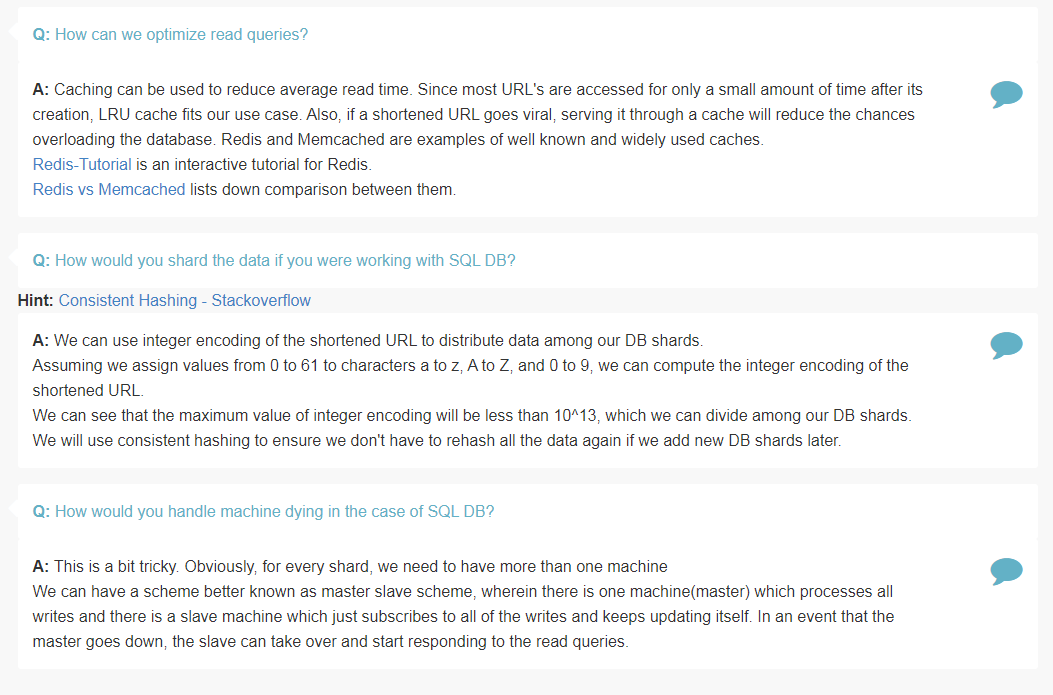 Q: How can we optimize read queries?
A: Caching can be used to reduce average read time. Since most URL's are accessed for only a small amount of time after its
creation, LRU cache fits our use case. Also, if a shortened URL goes viral, serving it through a cache will reduce the chances
overloading the database. Redis and Memcached are examples of well known and widely used caches.
Redis-Tutorial is an interactive tutorial for Redis.
Redis vs Memcached lists down comparison between them.
Q: How would you shard the data if you were working with SQL DB?
Hint: Consistent Hashing - Stackoverflow
A: We can use integer encoding of the shortened URL to distribute data among our DB shards.
Assuming we assign values from 0 to 61 to characters a to z, A to Z, and 0 to 9, we can compute the integer encoding of the
shortened URL.
We can see that the maximum value of integer encoding will be less than 10^13, which we can divide among our DB shards.
We will use consistent hashing to ensure we don't have to rehash all the data again if we add new DB shards later.
Q: How would you handle machine dying in the case of SQL DB?
A: This is a bit tricky. Obviously, for every shard, we need to have more than one machine
We can have a scheme better known as master slave scheme, wherein there is one machine(master) which processes all
writes and there is a slave machine which just subscribes to all of the writes and keeps updating itself. In an event that the
master goes down, the slave can take over and start responding to the read queries.